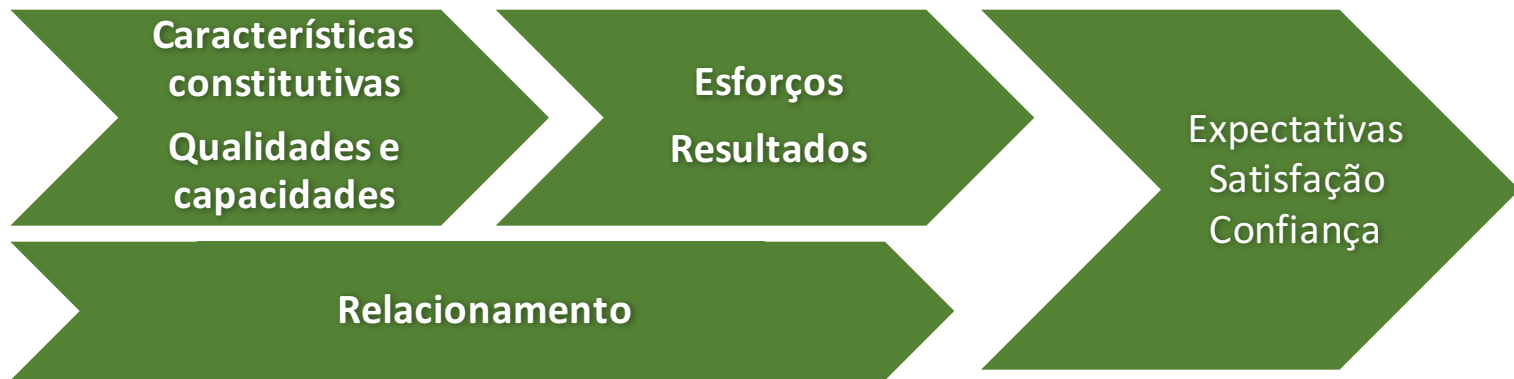 Características
constitutivas
Qualidades e
capacidades
Esforços
Resultados
Relacionamento
Expectativas
Satisfação
Confiança